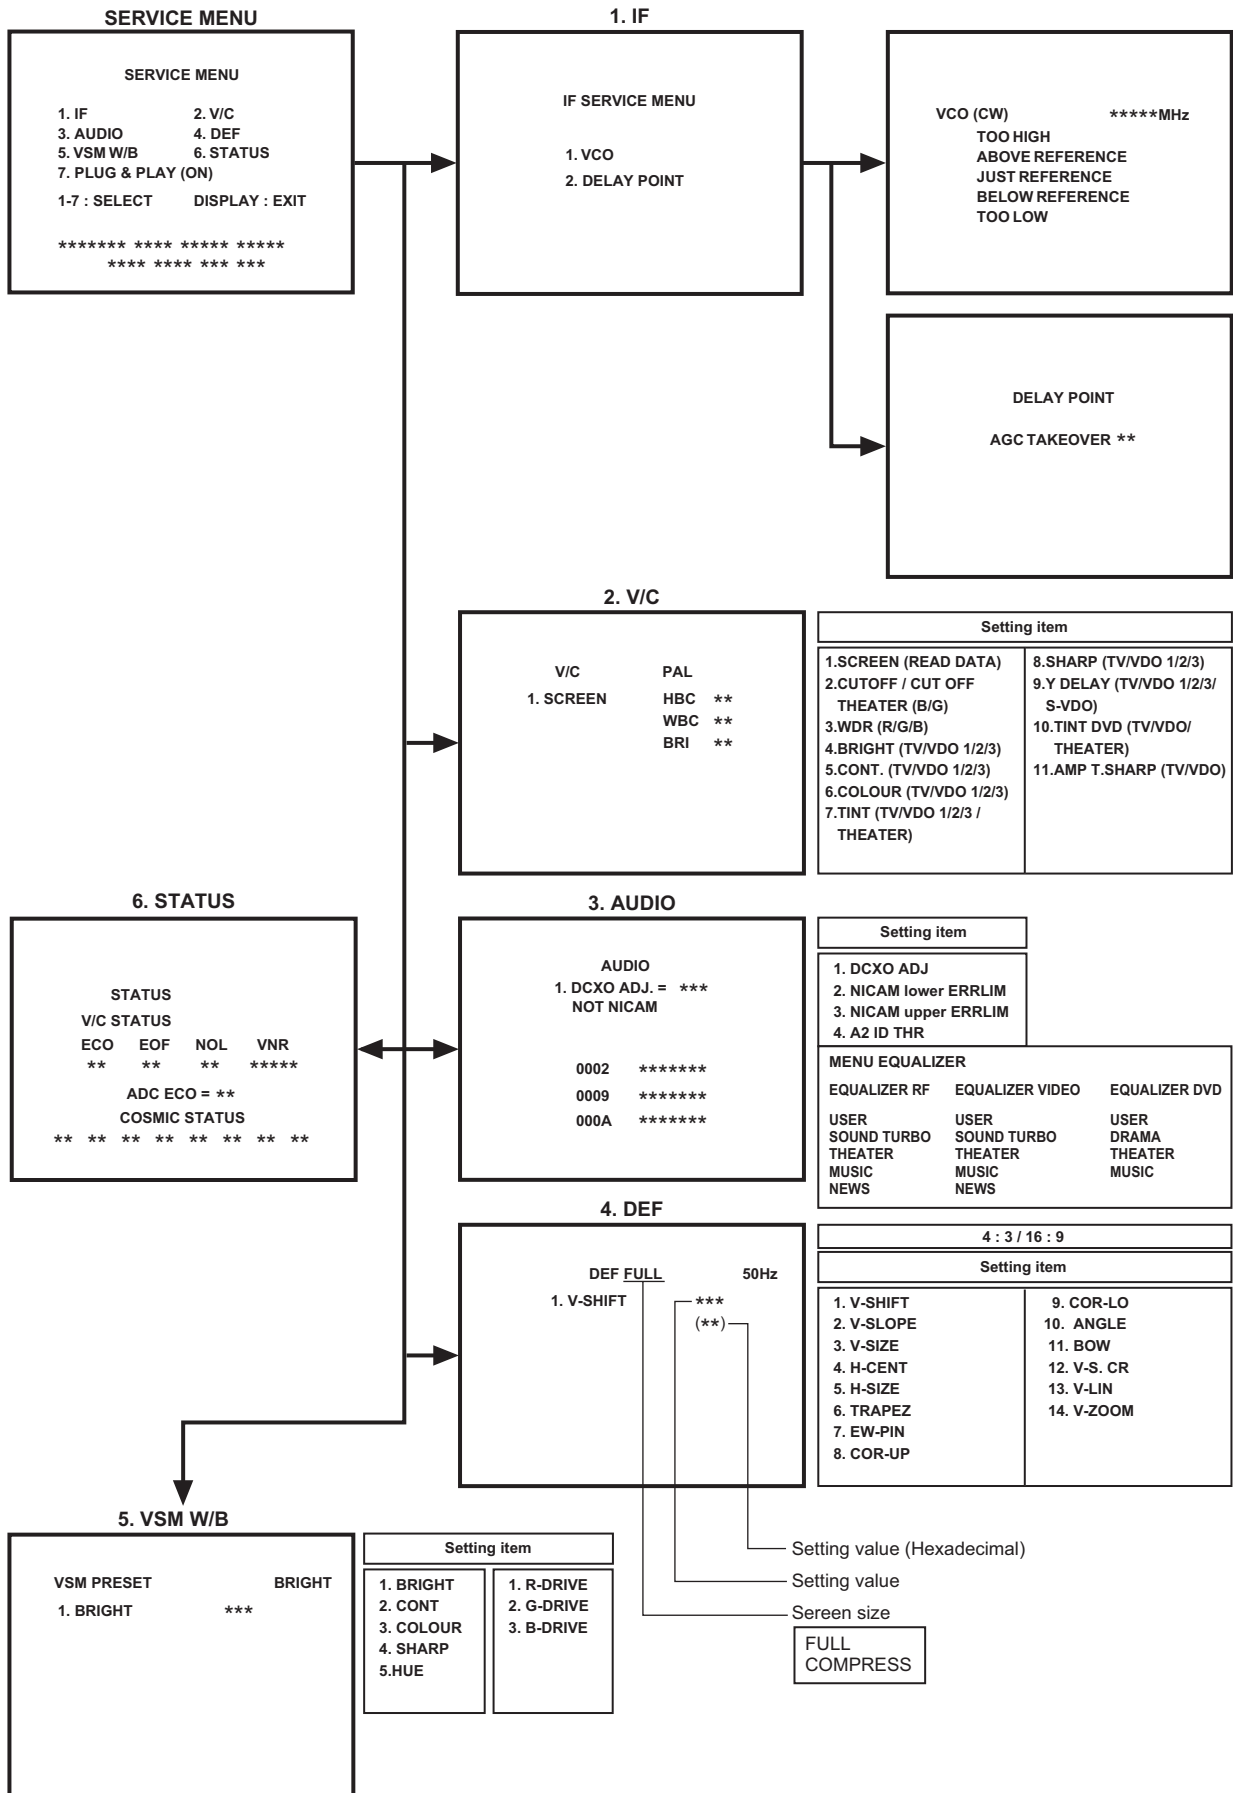 SERVICE MENU
SERVICE MENU
1. IF 2. V/C
3. AUDIO 4. DEF
5. VSM W/B 6. STATUS
7. PLUG & PLAY (ON)
1-7 : SELECT DISPLAY : EXIT
******* **** ***** *****
**** **** *** ***
1. IF
IF SERVICE MENU
1. VCO
2. DELAY POINT
VCO (CW) *****MHz
TOO HIGH
ABOVE REFERENCE
JUST REFERENCE
BELOW REFERENCE
TOO LOW
DELAY POINT
AGC TAKEOVER **
2. V/C
V/C PAL
1. SCREEN HBC **
WBC **
BRI **
Setting item
1.SCREEN (READ DATA)
2.CUTOFF / CUT OFF
THEATER (B/G)
3.WDR (R/G/B)
4.BRIGHT (TV/VDO 1/2/3)
5.CONT. (TV/VDO 1/2/3)
6.COLOUR (TV/VDO 1/2/3)
7.TINT (TV/VDO 1/2/3 /
THEATER)
8.SHARP (TV/VDO 1/2/3)
9.Y DELAY (TV/VDO 1/2/3/
S-VDO)
10.TINT DVD (TV/VDO/
THEATER)
11.AMP T.SHARP (TV/VDO)
6. STATUS
STATUS
V/C STATUS
ECO EOF NOL VNR
** ** ** *****
ADC ECO = **
COSMIC STATUS
** ** ** ** ** ** ** **
3. AUDIO
AUDIO
1. DCXO ADJ. = ***
NOT NICAM
0002 *******
0009 *******
000A *******
Setting item
1. DCXO ADJ
2. NICAM lower ERRLIM
3. NICAM upper ERRLIM
4. A2 ID THR
MENU EQUALIZER
EQUALIZER RF EQUALIZER VIDEO EQUALIZER DVD
USER USER USER
SOUND TURBO SOUND TURBO DRAMA
THEATER THEATER THEATER
MUSIC MUSIC MUSIC
NEWS NEWS
4. DEF
DEF FULL 50Hz
1. V-SHIFT ***
(**)
4 : 3 / 16 : 9
Setting item
1. V-SHIFT
2. V-SLOPE
3. V-SIZE
4. H-CENT
5. H-SIZE
6. TRAPEZ
7. EW-PIN
8. COR-UP
9. COR-LO
10. ANGLE
11. BOW
12. V-S. CR
13. V-LIN
14. V-ZOOM
Setting value (Hexadecimal)
Setting value
Sereen size
FULL
COMPRESS
5. VSM W/B
VSM PRESET BRIGHT
1. BRIGHT ***
Setting item
1. BRIGHT
2. CONT
3. COLOUR
4. SHARP
5.HUE
1. R-DRIVE
2. G-DRIVE
3. B-DRIVE